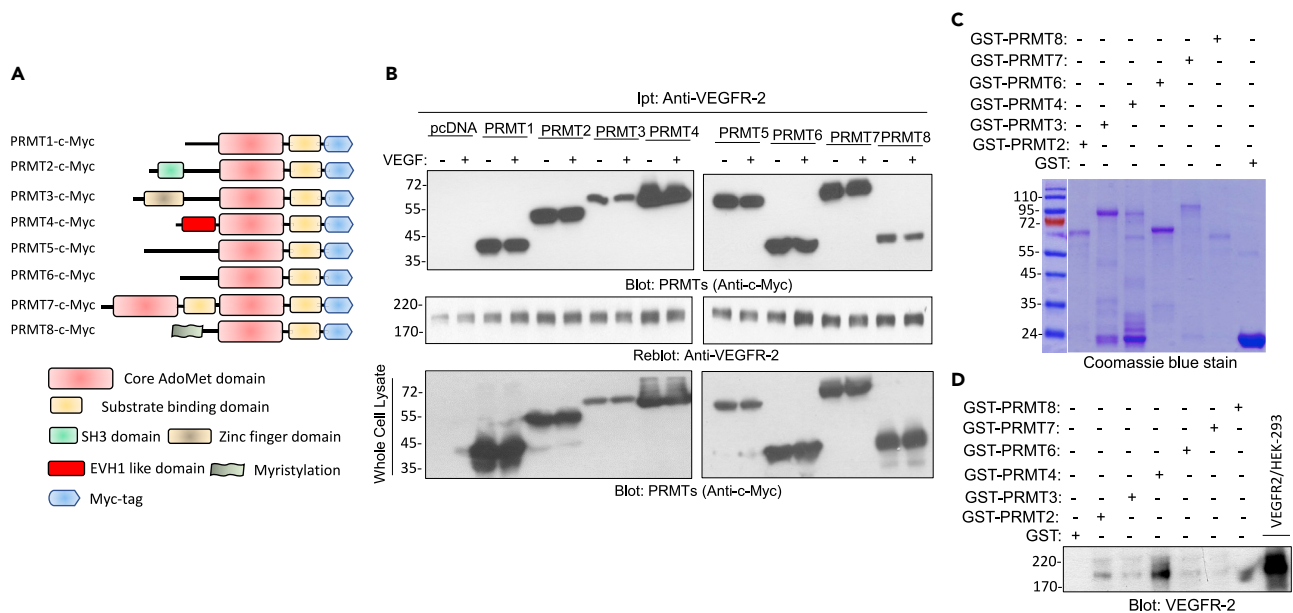 A
PRMT1-c-Myc
PRMT2-c-Myc
PRMT3-c-Myc
PRMT4-c-Myc
PRMT5-c-Myc
PRMT6-c-Myc
PRMT7-c-Myc
PRMT8-c-Myc
Core AdoMet domain
Substrate binding domain
SH3 domain Zinc finger domain
EVH1 like domain Myristylation
Myc-tag
B
Ipt: Anti-VEGFR-2
pcDNA PRMT1 PRMT2 PRMT3 PRMT4 PRMT5 PRMT6 PRMT7 PRMT8
VEGF: - + - + - + - + - + - + - + - + - +
72-
55-
45-
35-
Blot: PRMTs (Anti-c-Myc)
220-
170-
Reblot: Anti-VEGFR-2
Whole Cell Lysate
72-
55-
45-
35-
Blot: PRMTs (Anti-c-Myc)
C
GST-PRMT8: - - - - - + -
GST-PRMT7: - - - - + - -
GST-PRMT6: - - - + - - -
GST-PRMT4: - - + - - - -
GST-PRMT3: - + - - - - -
GST-PRMT2: + - - - - - -
GST: - - - - - - +
110-
95-
72-
55-
45-
35-
24-
Coomassie blue stain
D
GST-PRMT8: - - - - - - +
GST-PRMT7: - - - - - + -
GST-PRMT6: - - - - + - -
GST-PRMT4: - - - + - - -
GST-PRMT3: - - + - - - -
GST-PRMT2: - + - - - - -
GST: + - - - - - -
VEGFR2/HEK-293
220-
170-
Blot: VEGFR-2